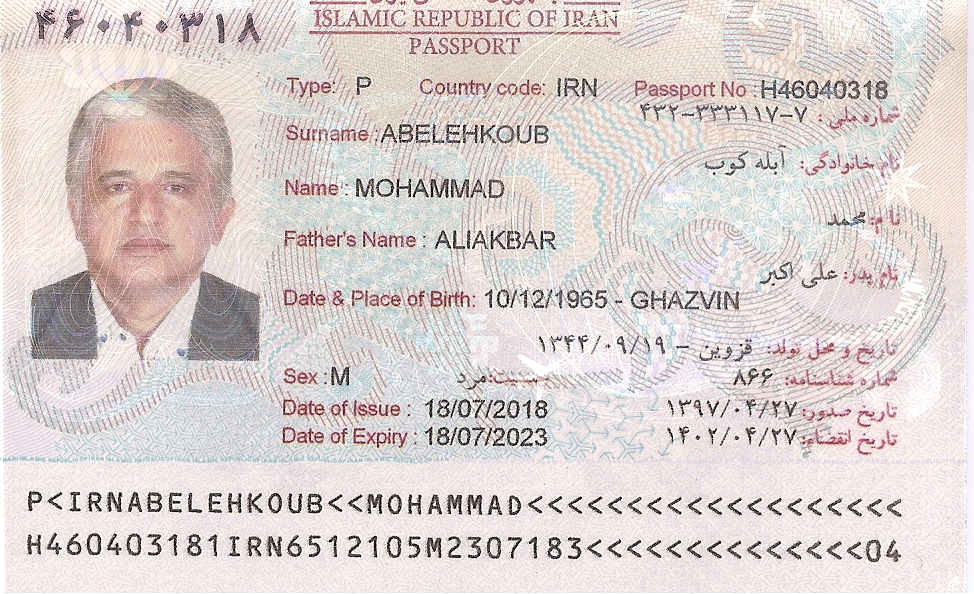 ۴۶۰۴۰۳۱۸
ISLAMIC REPUBLIC OF IRAN
PASSPORT
Type: P Country code: IRN Passport No H46040318
شماره ملی: ۴۳۲-۳۳۳۱۱۷-۷
Surname: ABELEHKOUB
نام خانوادگی: آبله کوب
Name: MOHAMMAD
نام: محمد
Father's Name: ALIAKBAR
نام پدر: علی اکبر
Date & Place of Birth: 10/12/1965 - GHAZVIN
تاریخ و محل تولد: قزوین - ۱۳۴۴/۰۹/۱۹
Sex: M جنسیت: مرد شماره شناسنامه: ۸۶۶
Date of Issue: 18/07/2018 تاریخ صدور: ۱۳۹۷/۰۴/۲۷
Date of Expiry: 18/07/2023 تاریخ انقضاء: ۱۴۰۲/۰۴/۲۷
P<IRNABELEHKOUB<<MOHAMMAD<<<<<<<<<<<<<<<<<<<
H460403181IRN6512105M2307183<<<<<<<<<<<<<<04